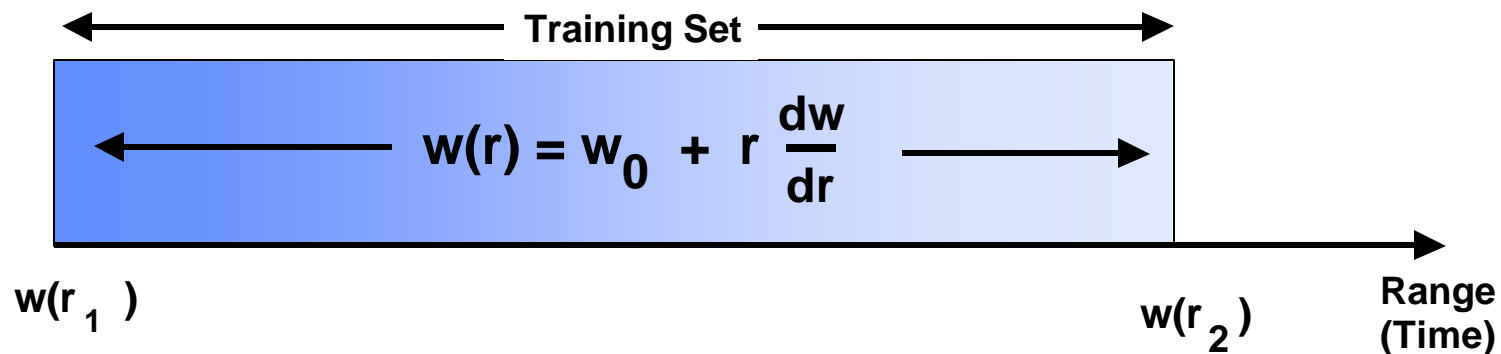 Training Set
w(r) = w₀ + r dw/dr
w(r₁ )
w(r₂ )
Range
(Time)